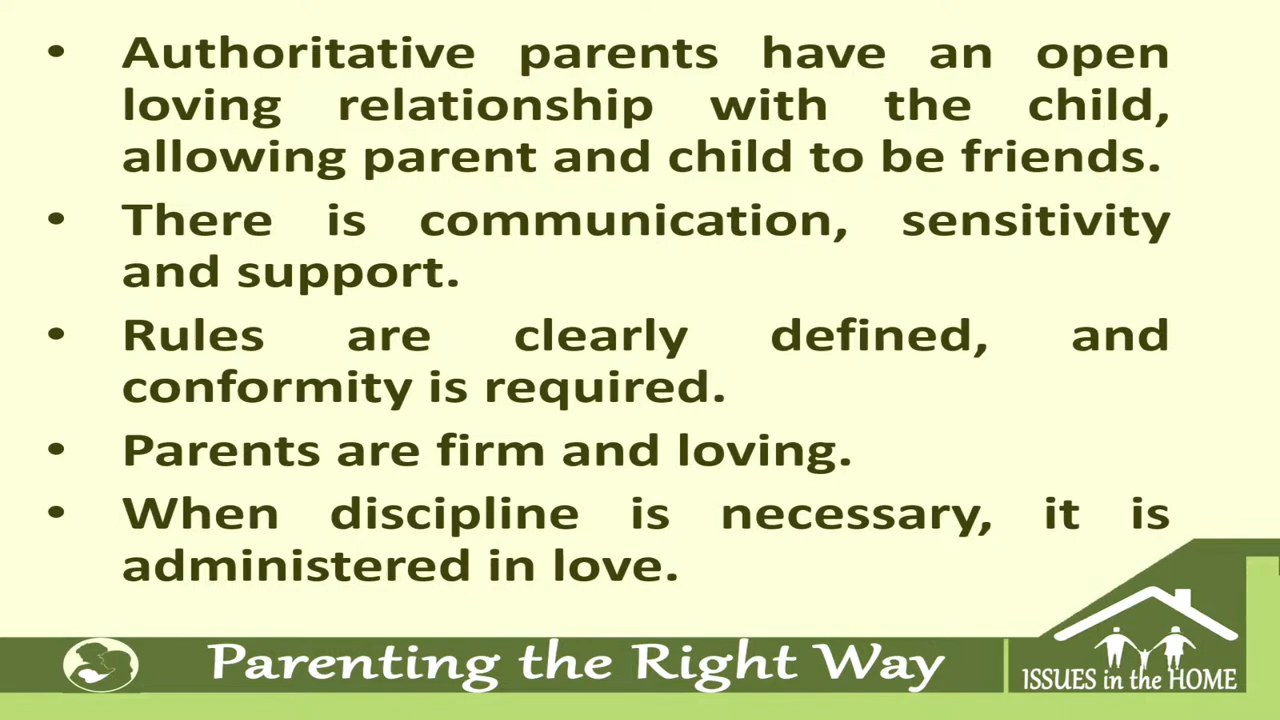 • Authoritative parents have an open
loving relationship with the child,
allowing parent and child to be friends.
• There is communication, sensitivity
and support.
• Rules are clearly defined, and
conformity is required.
• Parents are firm and loving.
• When discipline is necessary, it is
administered in love.
Parenting the Right Way
ISSUES in the HOME